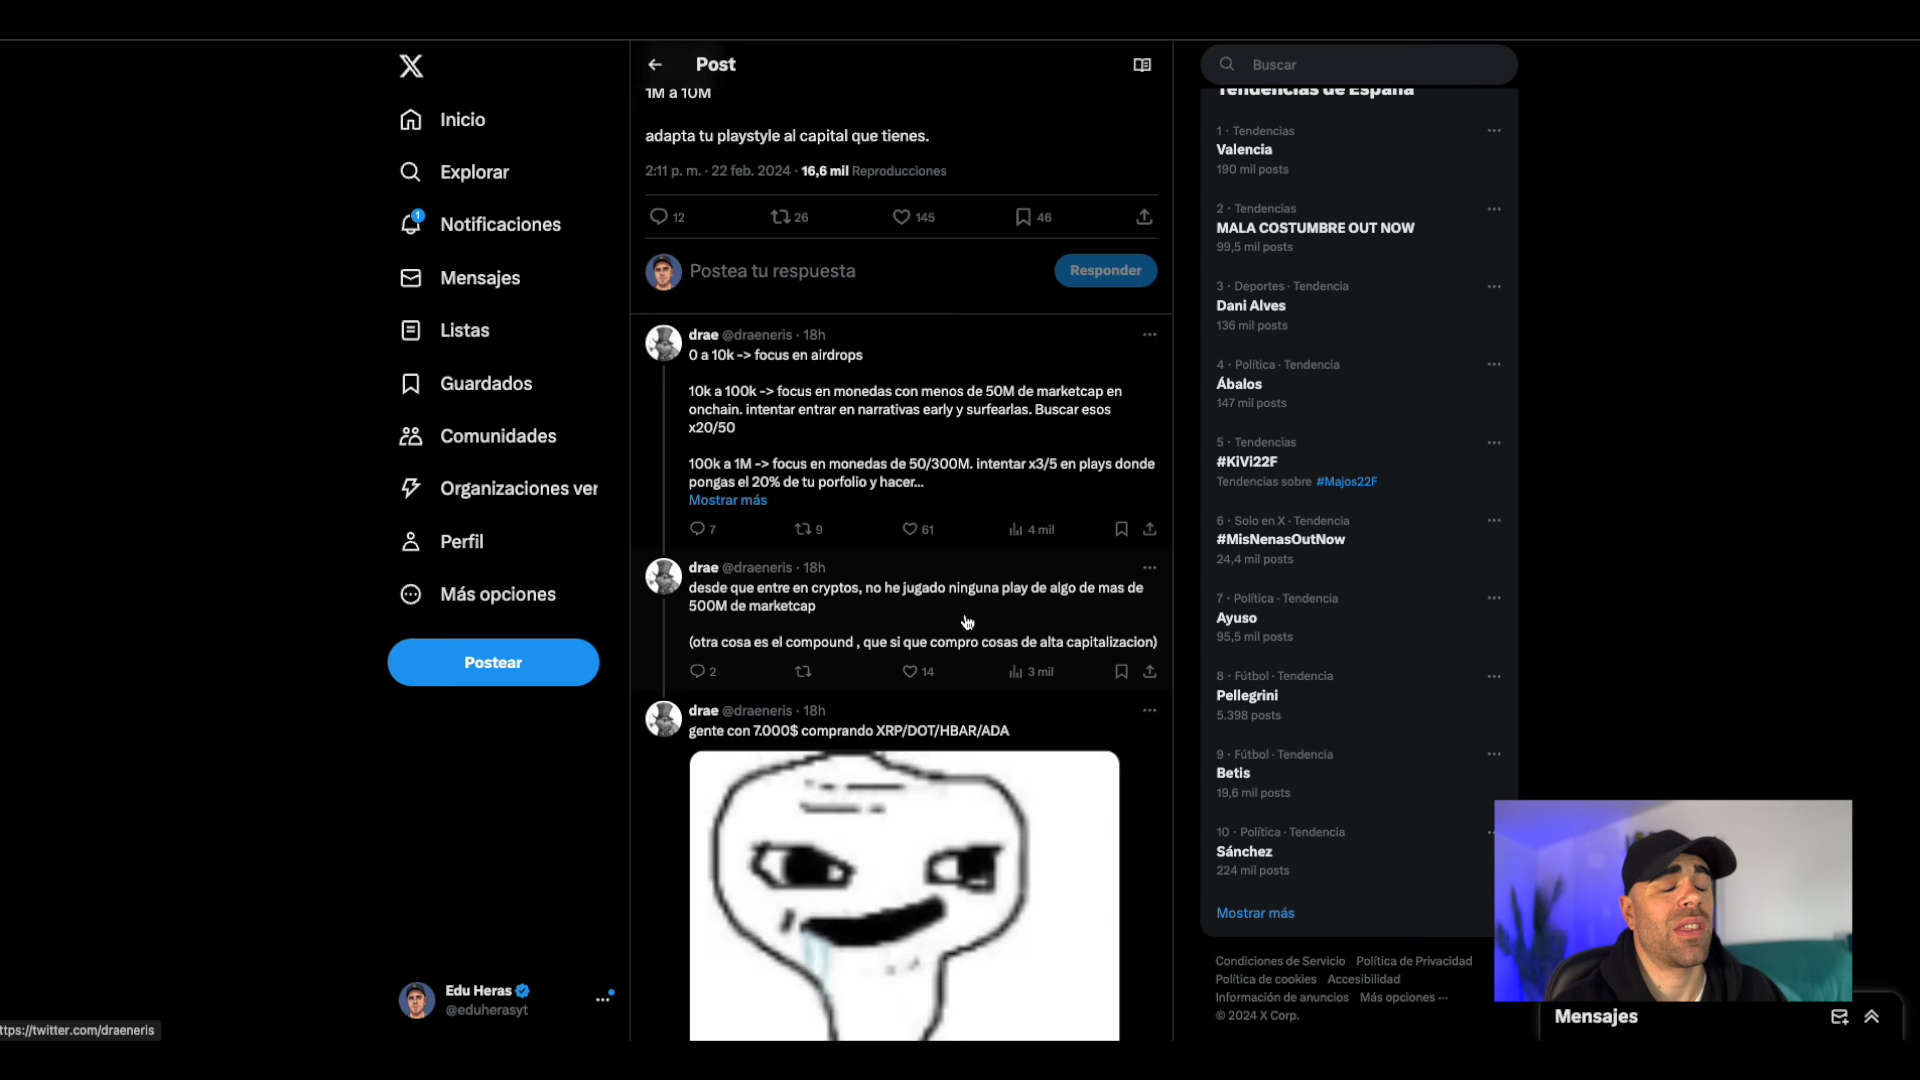 Inicio
Explorar
1
Notificaciones
Mensajes
Listas
Guardados
Comunidades
Organizaciones ver
Perfil
Más opciones
Postear
Edu Heras
@eduherasyt
ttps://twitter.com/draeneris
Post
1M a 10M
adapta tu playstyle al capital que tienes.
2:11 p. m. · 22 feb. 2024 · 16,6 mil Reproducciones
12 26 145 46
Postea tu respuesta
Responder
drae @draeneris · 18h
0 a 10k -> focus en airdrops
10k a 100k -> focus en monedas con menos de 50M de marketcap en
onchain. intentar entrar en narrativas early y surfearlas. Buscar esos
x20/50
100k a 1M -> focus en monedas de 50/300M. intentar x3/5 en plays donde
pongas el 20% de tu porfolio y hacer...
Mostrar más
7 9 61 4 mil
drae @draeneris · 18h
desde que entre en cryptos, no he jugado ninguna play de algo de mas de
500M de marketcap
(otra cosa es el compound , que si que compro cosas de alta capitalizacion)
2 14 3 mil
drae @draeneris · 18h
gente con 7.000$ comprando XRP/DOT/HBAR/ADA
Buscar
Tendencias de España
1 · Tendencias
Valencia
190 mil posts
2 · Tendencias
MALA COSTUMBRE OUT NOW
99,5 mil posts
3 · Deportes · Tendencia
Dani Alves
136 mil posts
4 · Política · Tendencia
Ábalos
147 mil posts
5 · Tendencias
#KiVi22F
Tendencias sobre #Majos22F
6 · Solo en X · Tendencia
#MisNenasOutNow
24,4 mil posts
7 · Política · Tendencia
Ayuso
95,5 mil posts
8 · Fútbol · Tendencia
Pellegrini
5.398 posts
9 · Fútbol · Tendencia
Betis
19,6 mil posts
10 · Política · Tendencia
Sánchez
224 mil posts
Mostrar más
Condiciones de Servicio Política de Privacidad
Política de cookies Accesibilidad
Información de anuncios Más opciones ···
© 2024 X Corp.
Mensajes